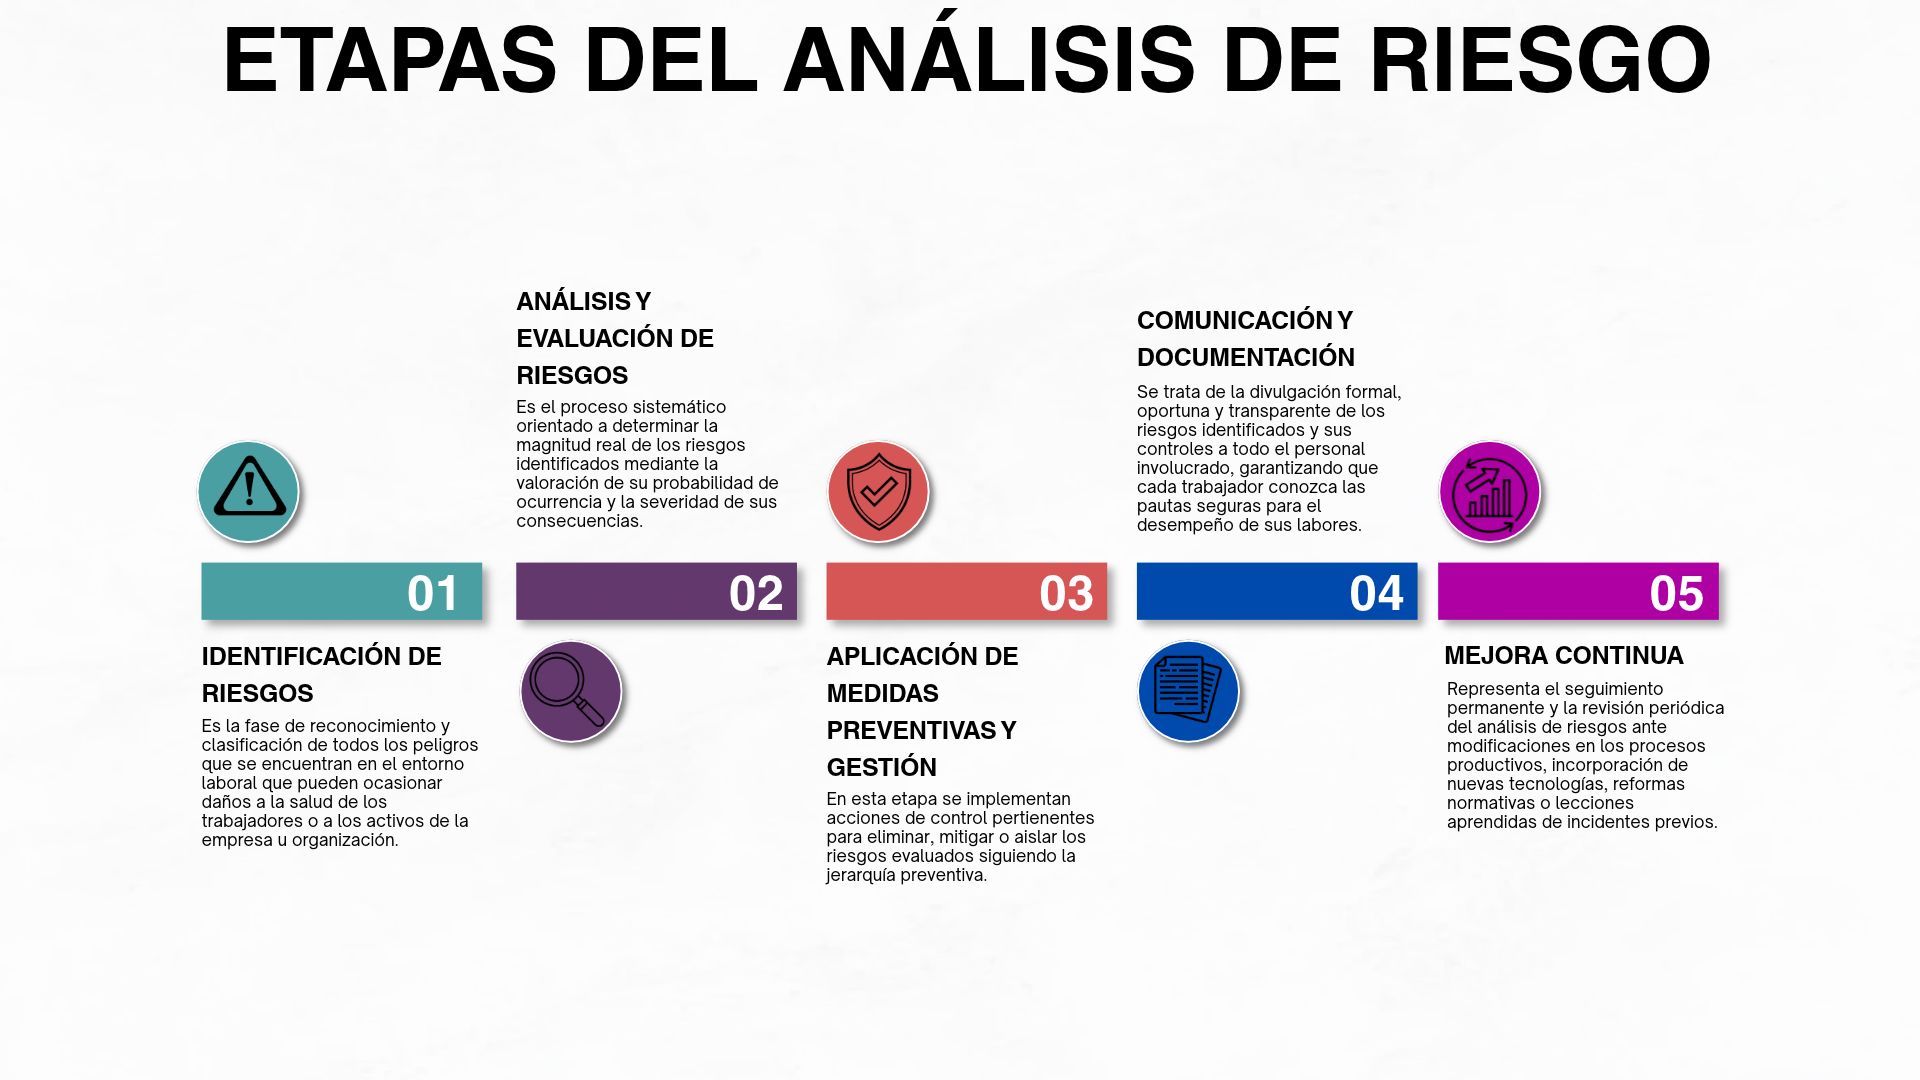 ETAPAS DEL ANÁLISIS DE RIESGO
01
IDENTIFICACIÓN DE
RIESGOS
Es la fase de reconocimiento y
clasificación de todos los peligros
que se encuentran en el entorno
laboral que pueden ocasionar
daños a la salud de los
trabajadores o a los activos de la
empresa u organización.
ANÁLISIS Y
EVALUACIÓN DE
RIESGOS
Es el proceso sistemático
orientado a determinar la
magnitud real de los riesgos
identificados mediante la
valoración de su probabilidad de
ocurrencia y la severidad de sus
consecuencias.
02
03
APLICACIÓN DE
MEDIDAS
PREVENTIVAS Y
GESTIÓN
En esta etapa se implementan
acciones de control pertienentes
para eliminar, mitigar o aislar los
riesgos evaluados siguiendo la
jerarquía preventiva.
COMUNICACIÓN Y
DOCUMENTACIÓN
Se trata de la divulgación formal,
oportuna y transparente de los
riesgos identificados y sus
controles a todo el personal
involucrado, garantizando que
cada trabajador conozca las
pautas seguras para el
desempeño de sus labores.
04
05
MEJORA CONTINUA
Representa el seguimiento
permanente y la revisión periódica
del análisis de riesgos ante
modificaciones en los procesos
productivos, incorporación de
nuevas tecnologías, reformas
normativas o lecciones
aprendidas de incidentes previos.